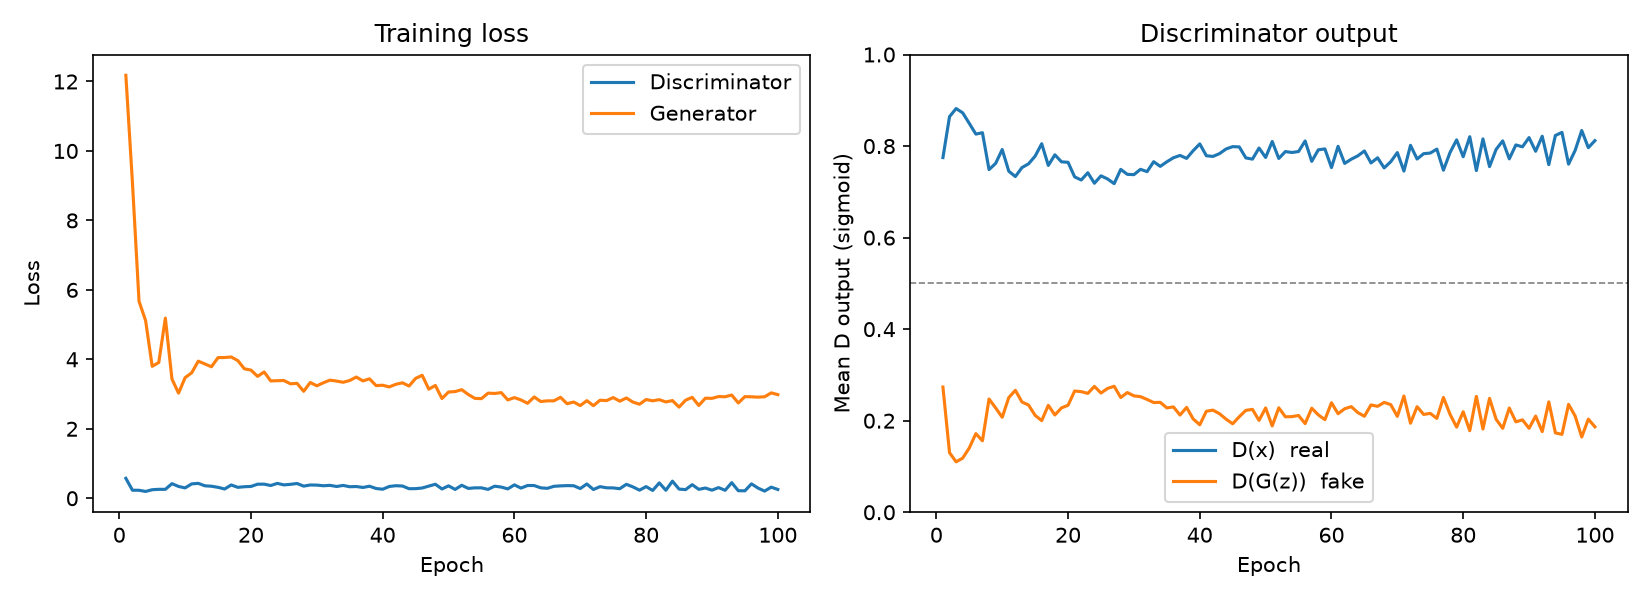 Training loss
12
10
8
6
4
2
0
Loss
Discriminator
Generator
0 20 40 60 80 100
Epoch
Discriminator output
1.0
0.8
0.6
0.4
0.2
0.0
Mean D output (sigmoid)
D(x) real
D(G(z)) fake
0 20 40 60 80 100
Epoch